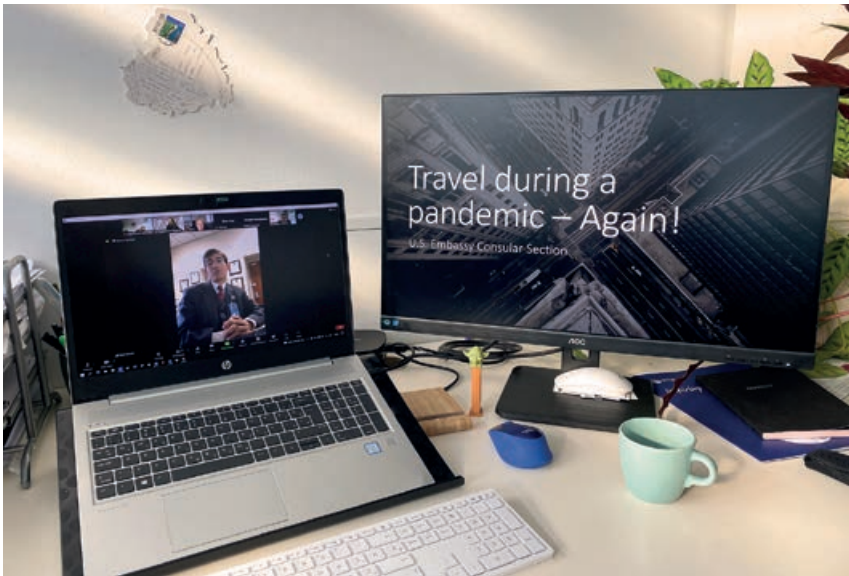 Travel during a
pandemic – Again!
U.S. Embassy Consular Section
AOC
hp